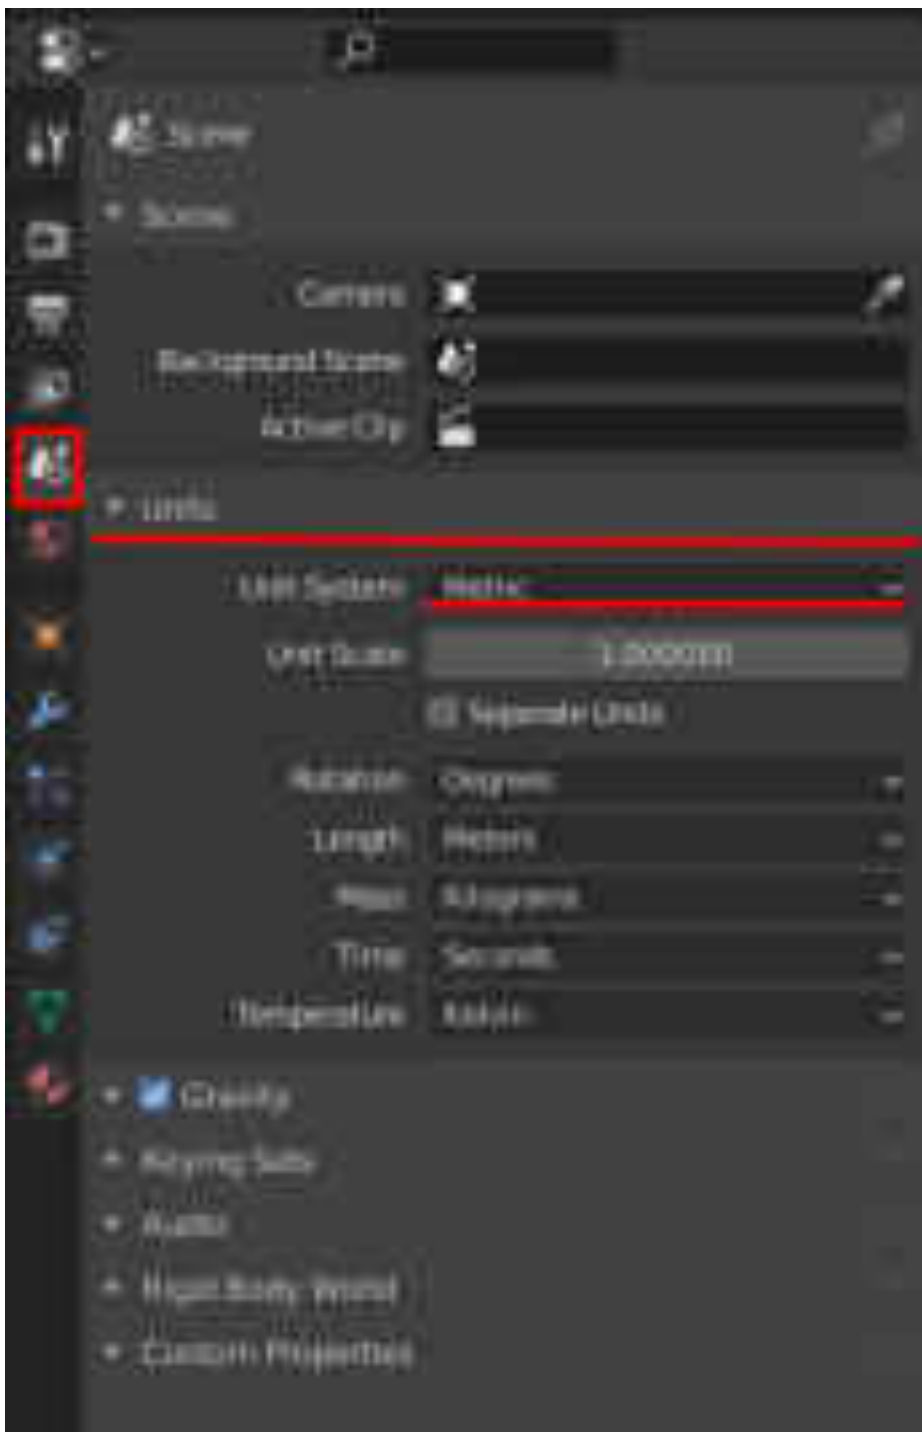 Scene
Scene
Camera
Background Scene
Active Clip
Units
Unit System Metric
Unit Scale 1.000000
Separate Units
Rotation Degrees
Length Meters
Mass Kilograms
Time Seconds
Temperature Kelvin
Gravity
Keying Sets
Audio
Rigid Body World
Custom Properties